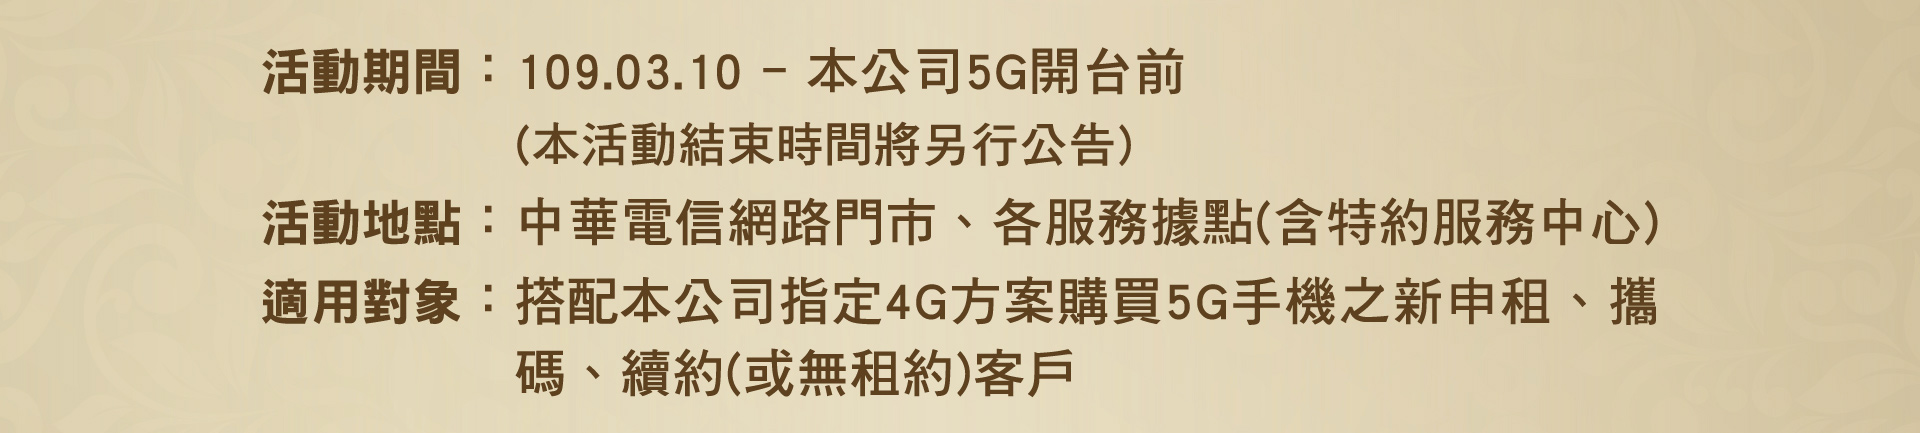 活動期間：109.03.10 - 本公司5G開台前
(本活動結束時間將另行公告)
活動地點：中華電信網路門市、各服務據點(含特約服務中心)
適用對象：搭配本公司指定4G方案購買5G手機之新申租、攜
碼、續約(或無租約)客戶